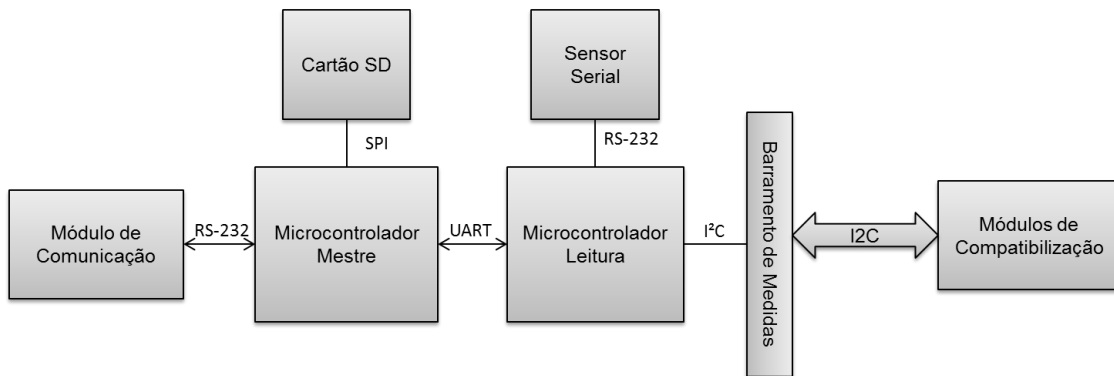 Cartão SD
Sensor
Serial
SPI
RS-232
Módulo de
Comunicação
RS-232
Microcontrolador
Mestre
UART
Microcontrolador
Leitura
I²C
Barramento de Medidas
I2C
Módulos de
Compatibilização